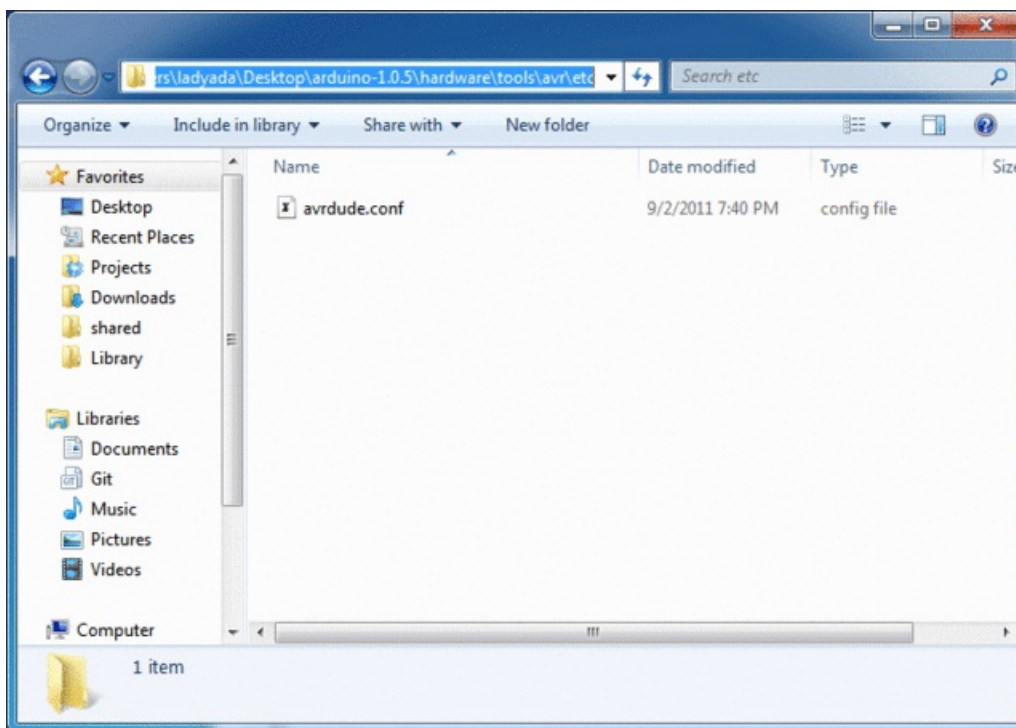 ers\ladyada\Desktop\arduino-1.0.5\hardware\tools\avr\etc
Search etc
Organize Include in library Share with New folder
Name Date modified Type Size
avrdude.conf 9/2/2011 7:40 PM config file
Favorites
Desktop
Recent Places
Projects
Downloads
shared
Library
Libraries
Documents
Git
Music
Pictures
Videos
Computer
1 item